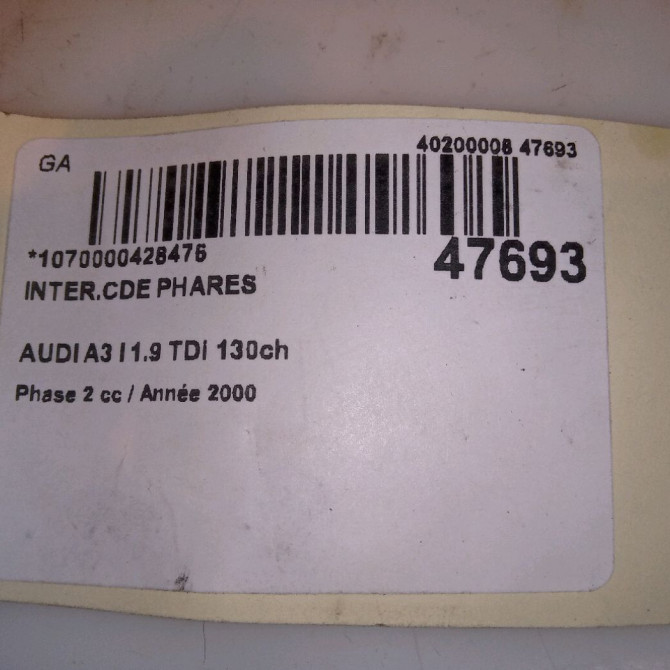 GA
40200008 47693
*1070000428476
47693
INTER.CDE PHARES
AUDI A3 I 1.9 TDI 130ch
Phase 2 cc / Année 2000